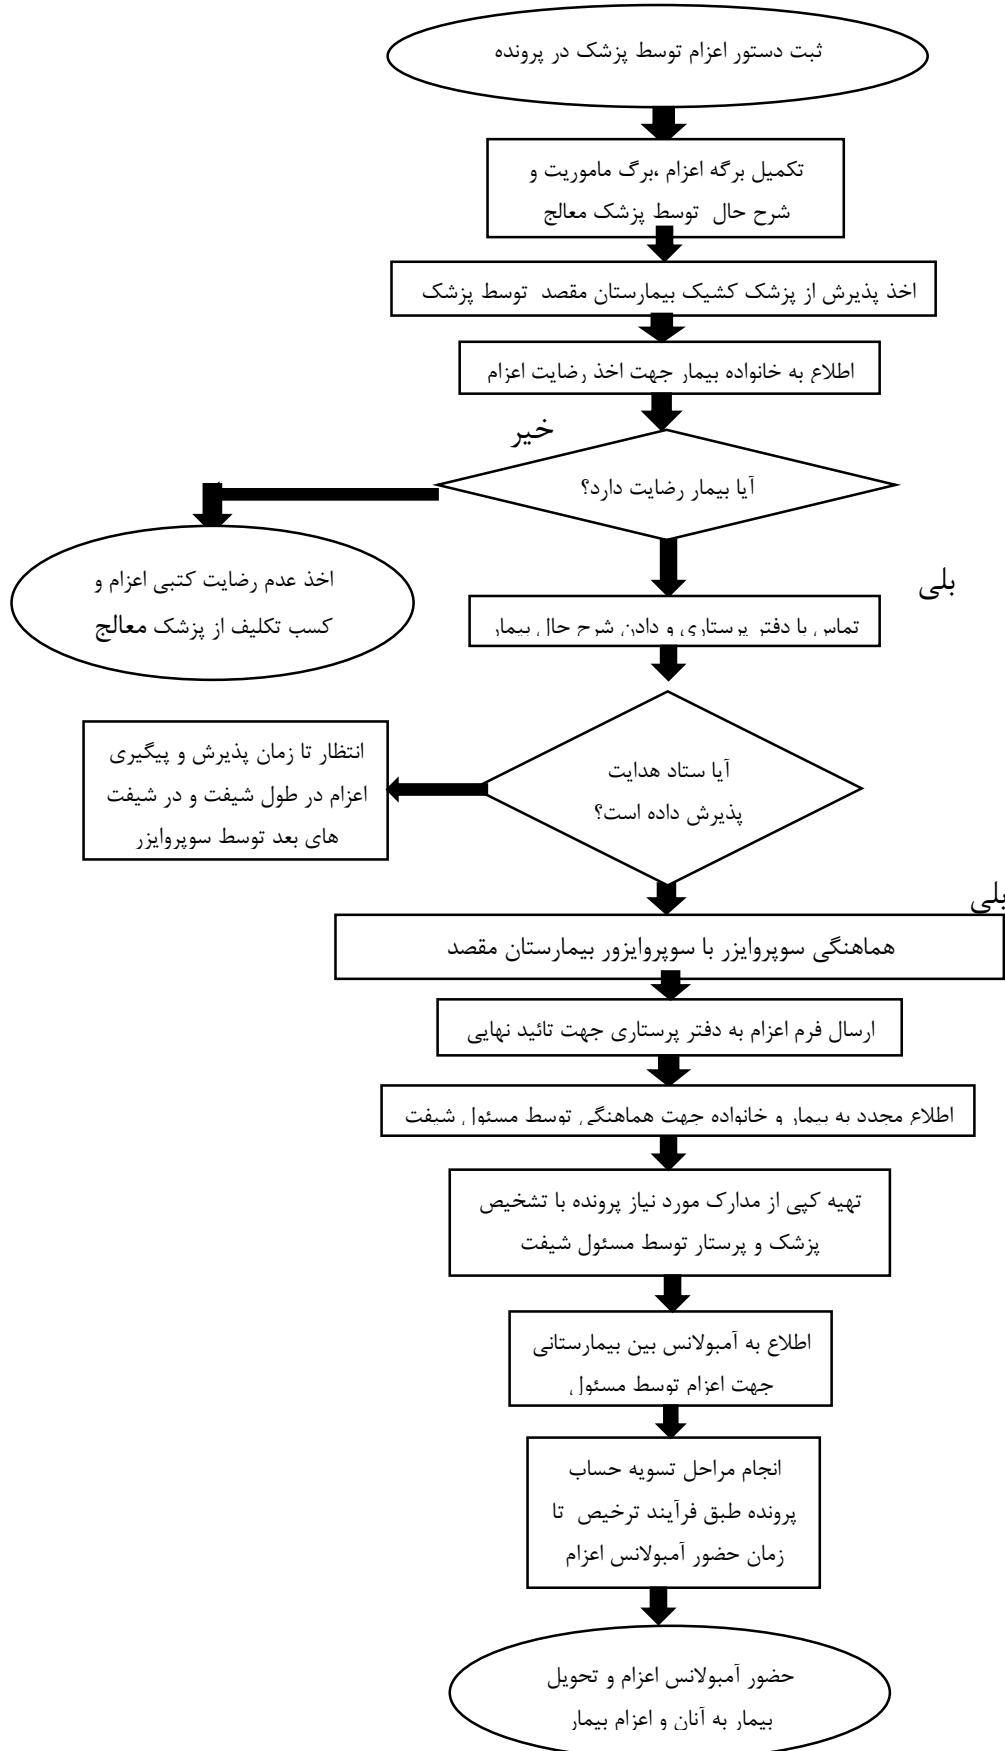 ثبت دستور اعزام توسط پزشک در پرونده
تکمیل برگه اعزام ،برگ ماموریت و
شرح حال توسط پزشک معالج
اخذ پذیرش از پزشک کشیک بیمارستان مقصد توسط پزشک
اطلاع به خانواده بیمار جهت اخذ رضایت اعزام
خیر
آیا بیمار رضایت دارد؟
اخذ عدم رضایت کتبی اعزام و
کسب تکلیف از پزشک معالج
بلی
تماس با دفتر پرستاری و دادن شرح حال بیمار
آیا ستاد هدایت
پذیرش داده است؟
انتظار تا زمان پذیرش و پیگیری
اعزام در طول شیفت و در شیفت
های بعد توسط سوپروایزر
بلی
هماهنگی سوپروایزر با سوپروایزور بیمارستان مقصد
ارسال فرم اعزام به دفتر پرستاری جهت تائید نهایی
اطلاع مجدد به بیمار و خانواده جهت هماهنگی توسط مسئول شیفت
تهیه کپی از مدارک مورد نیاز پرونده با تشخیص
پزشک و پرستار توسط مسئول شیفت
اطلاع به آمبولانس بین بیمارستانی
جهت اعزام توسط مسئول
انجام مراحل تسویه حساب
پرونده طبق فرآیند ترخیص تا
زمان حضور آمبولانس اعزام
حضور آمبولانس اعزام و تحویل
بیمار به آنان و اعزام بیمار